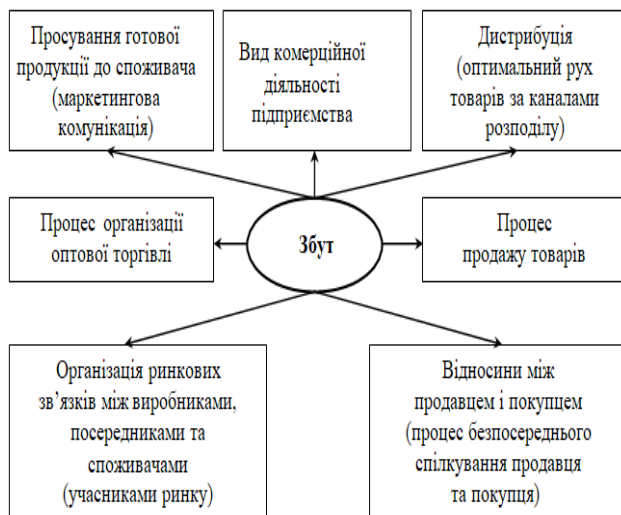 Просування готової
продукції до споживача
(маркетингова
комунікація)
Вид комерційної
діяльності
підприємства
Дистрибуція
(оптимальний рух
товарів за каналами
розподілу)
Процес організації
оптової торгівлі
Збут
Процес
продажу товарів
Організація ринкових
зв’язків між виробниками,
посередниками та
споживачами
(учасниками ринку)
Відносини між
продавцем і покупцем
(процес безпосереднього
спілкування продавця
та покупця)